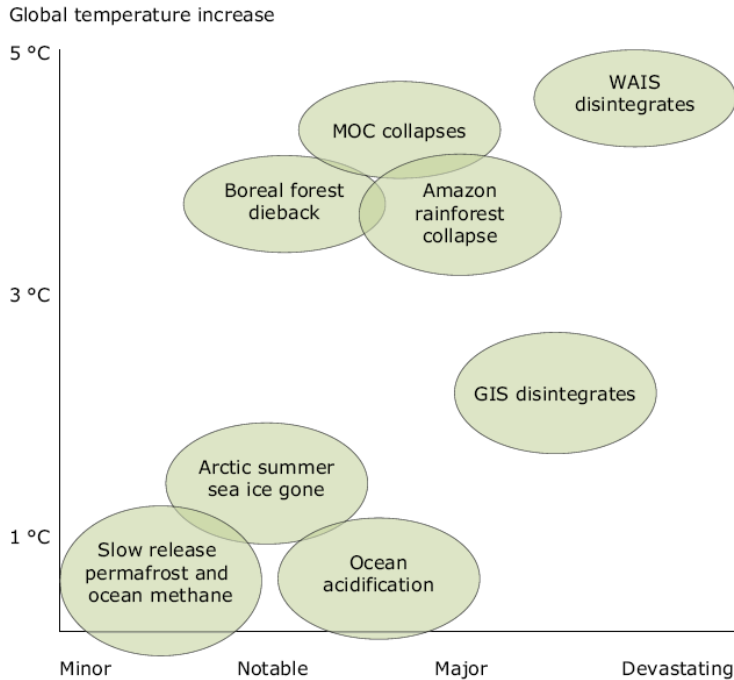 Global temperature increase
5 °C
WAIS
disintegrates
MOC collapses
Boreal forest
dieback
Amazon
rainforest
collapse
3 °C
GIS disintegrates
Arctic summer
sea ice gone
1 °C
Slow release
permafrost and
ocean methane
Ocean
acidification
Minor
Notable
Major
Devastating